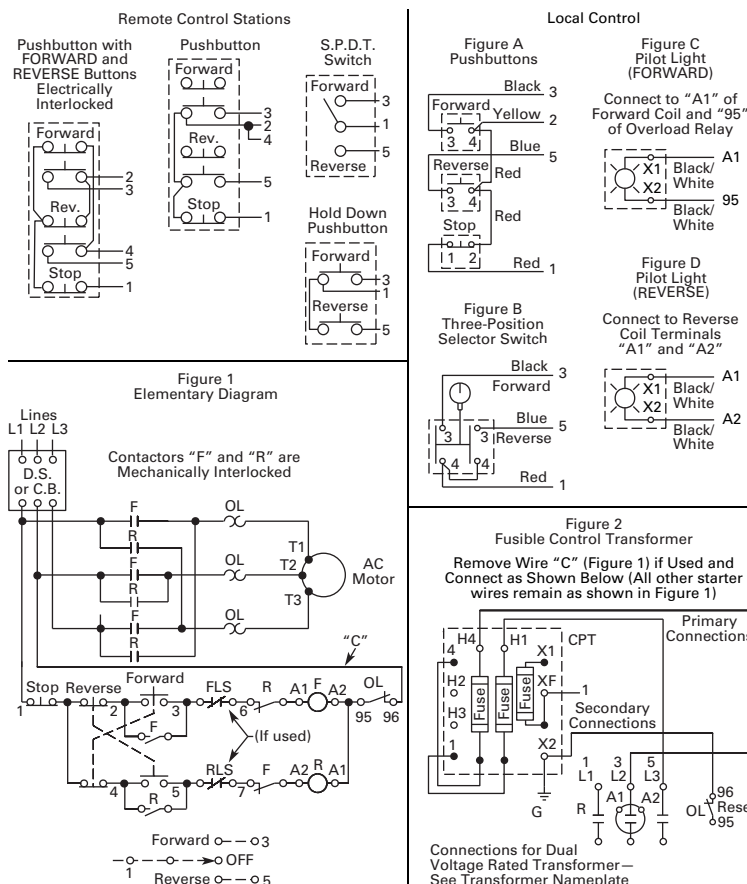 Remote Control Stations
Pushbutton with
FORWARD and
REVERSE Buttons
Electrically
Interlocked
Forward
2
3
Rev.
4
5
Stop
1
Pushbutton
Forward
3
2
4
Rev.
5
Stop
1
S.P.D.T.
Switch
Forward
3
1
5
Reverse
Hold Down
Pushbutton
Forward
3
1
Reverse
5
Local Control
Figure A
Pushbuttons
Black 3
Forward
Yellow 2
3 4
Blue 5
Reverse
Red
3 4
Red
Stop
1 2
Red 1
Figure C
Pilot Light
(FORWARD)
Connect to “A1” of
Forward Coil and “95”
of Overload Relay
A1
X1 Black/
White
X2
95
Black/
White
Figure B
Three-Position
Selector Switch
Black 3
Forward
Blue 5
3 3 Reverse
4 4
Red 1
Figure D
Pilot Light
(REVERSE)
Connect to Reverse
Coil Terminals
“A1” and “A2”
A1
X1 Black/
White
X2
A2
Black/
White
Figure 1
Elementary Diagram
Lines
L1 L2 L3
D.S.
or C.B.
Contactors “F” and “R” are
Mechanically Interlocked
F OL
R
T1
F OL T2 AC
Motor
R
T3
F OL
R
“C”
Stop Reverse Forward FLS R A1 F A2 OL
1 2 3 6 95 96
F
(If used)
RLS F A2 R A1
4 5 7
R
Forward 3
OFF
1
Reverse 5
Figure 2
Fusible Control Transformer
Remove Wire “C” (Figure 1) if Used and
Connect as Shown Below (All other starter
wires remain as shown in Figure 1)
Primary
Connections
H4 H1 CPT
4 X1
H2 XF 1
Fuse Fuse Fuse
H3 Secondary
Connections
1 X2
G
1 3 5
L1 L2 L3
R A1 A2
96
OL Rese
95
Connections for Dual
Voltage Rated Transformer—
See Transformer Nameplate